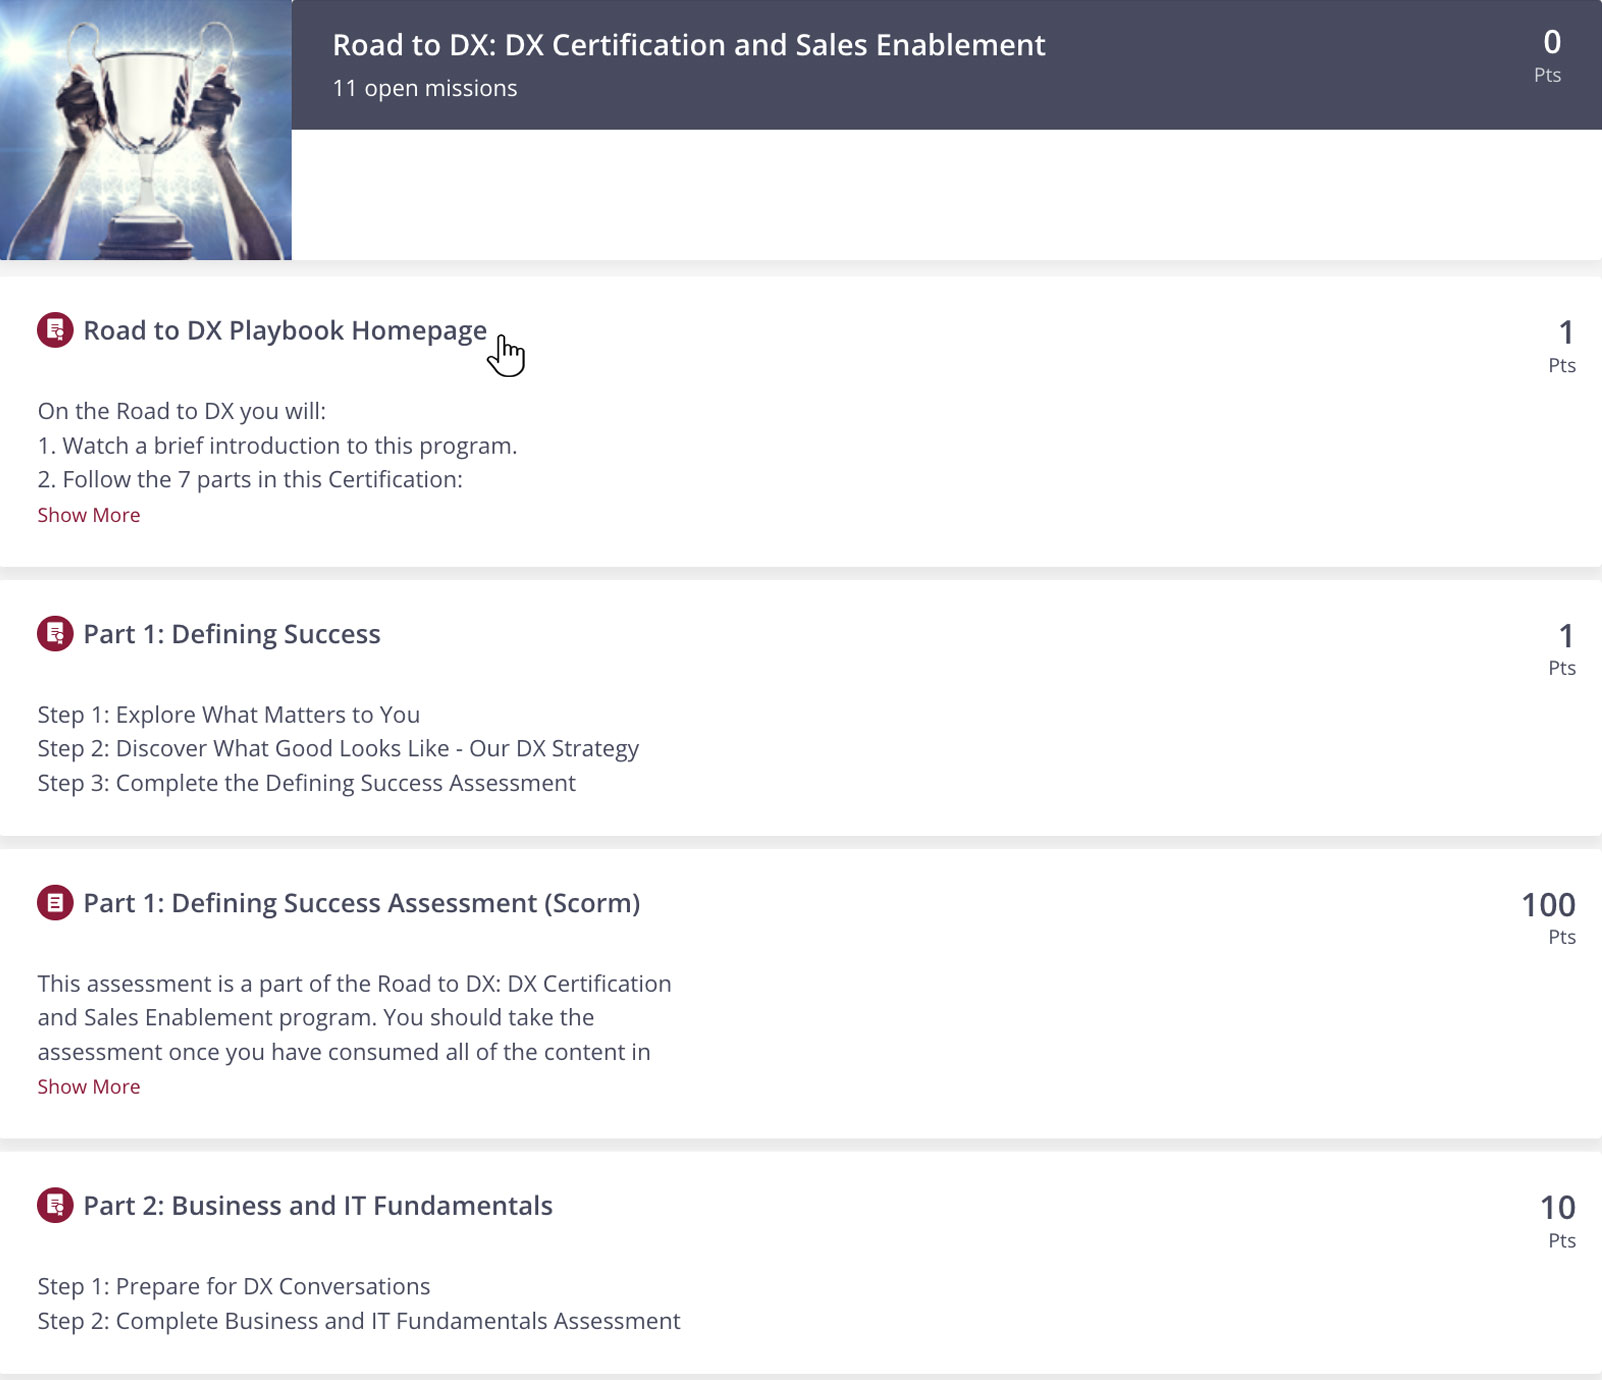 Road to DX: DX Certification and Sales Enablement
0
11 open missions
Pts
Road to DX Playbook Homepage
1
Pts
On the Road to DX you will:
1. Watch a brief introduction to this program.
2. Follow the 7 parts in this Certification:
Show More
Part 1: Defining Success
1
Pts
Step 1: Explore What Matters to You
Step 2: Discover What Good Looks Like - Our DX Strategy
Step 3: Complete the Defining Success Assessment
Part 1: Defining Success Assessment (Scorm)
100
Pts
This assessment is a part of the Road to DX: DX Certification
and Sales Enablement program. You should take the
assessment once you have consumed all of the content in
Show More
Part 2: Business and IT Fundamentals
10
Pts
Step 1: Prepare for DX Conversations
Step 2: Complete Business and IT Fundamentals Assessment